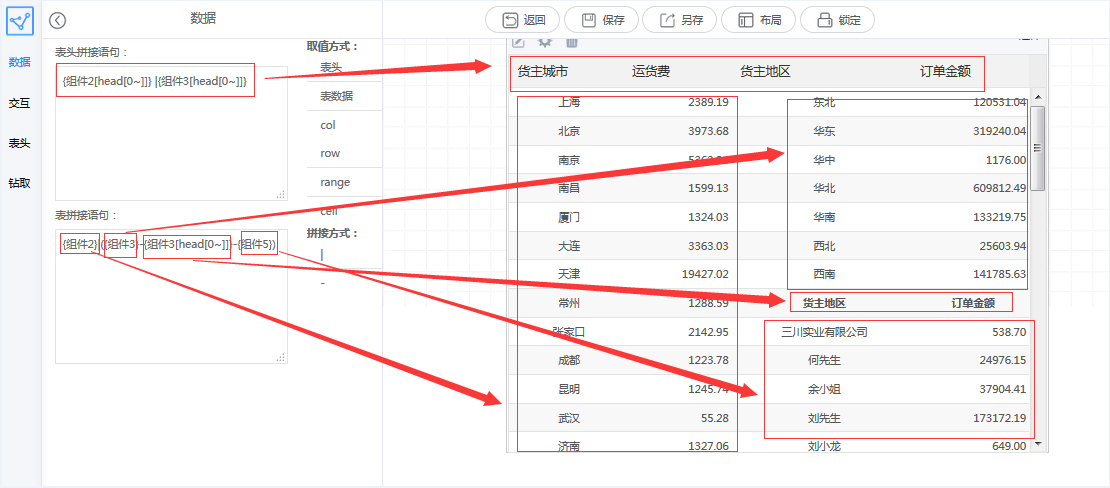 数据
返回
保存
另存
布局
锁定
数据
交互
表头
钻取
表头拼接语句：
{组件2[head[0~]]} |{组件3[head[0~]]}
表拼接语句：
{组件2}|({组件3}-{组件3[head[0~]]}-{组件5})
取值方式：
表头
表数据
col
row
range
cell
拼接方式：
|
-
货主城市 运货费 货主地区 订单金额
上海 2389.19 东北 120531.04
北京 3973.68 华东 319240.04
南京 华中 1176.00
南昌 1599.13 华北 609812.49
厦门 1324.03 华南 133219.75
大连 3363.03 西北 25603.94
天津 19427.02 西南 141785.63
常州 1288.59 货主地区 订单金额
张家口 2142.95 三川实业有限公司 538.70
成都 1223.78 何先生 24976.15
昆明 1245.74 余小姐 37904.41
武汉 55.28 刘先生 173172.19
济南 1327.06 刘小龙 649.00